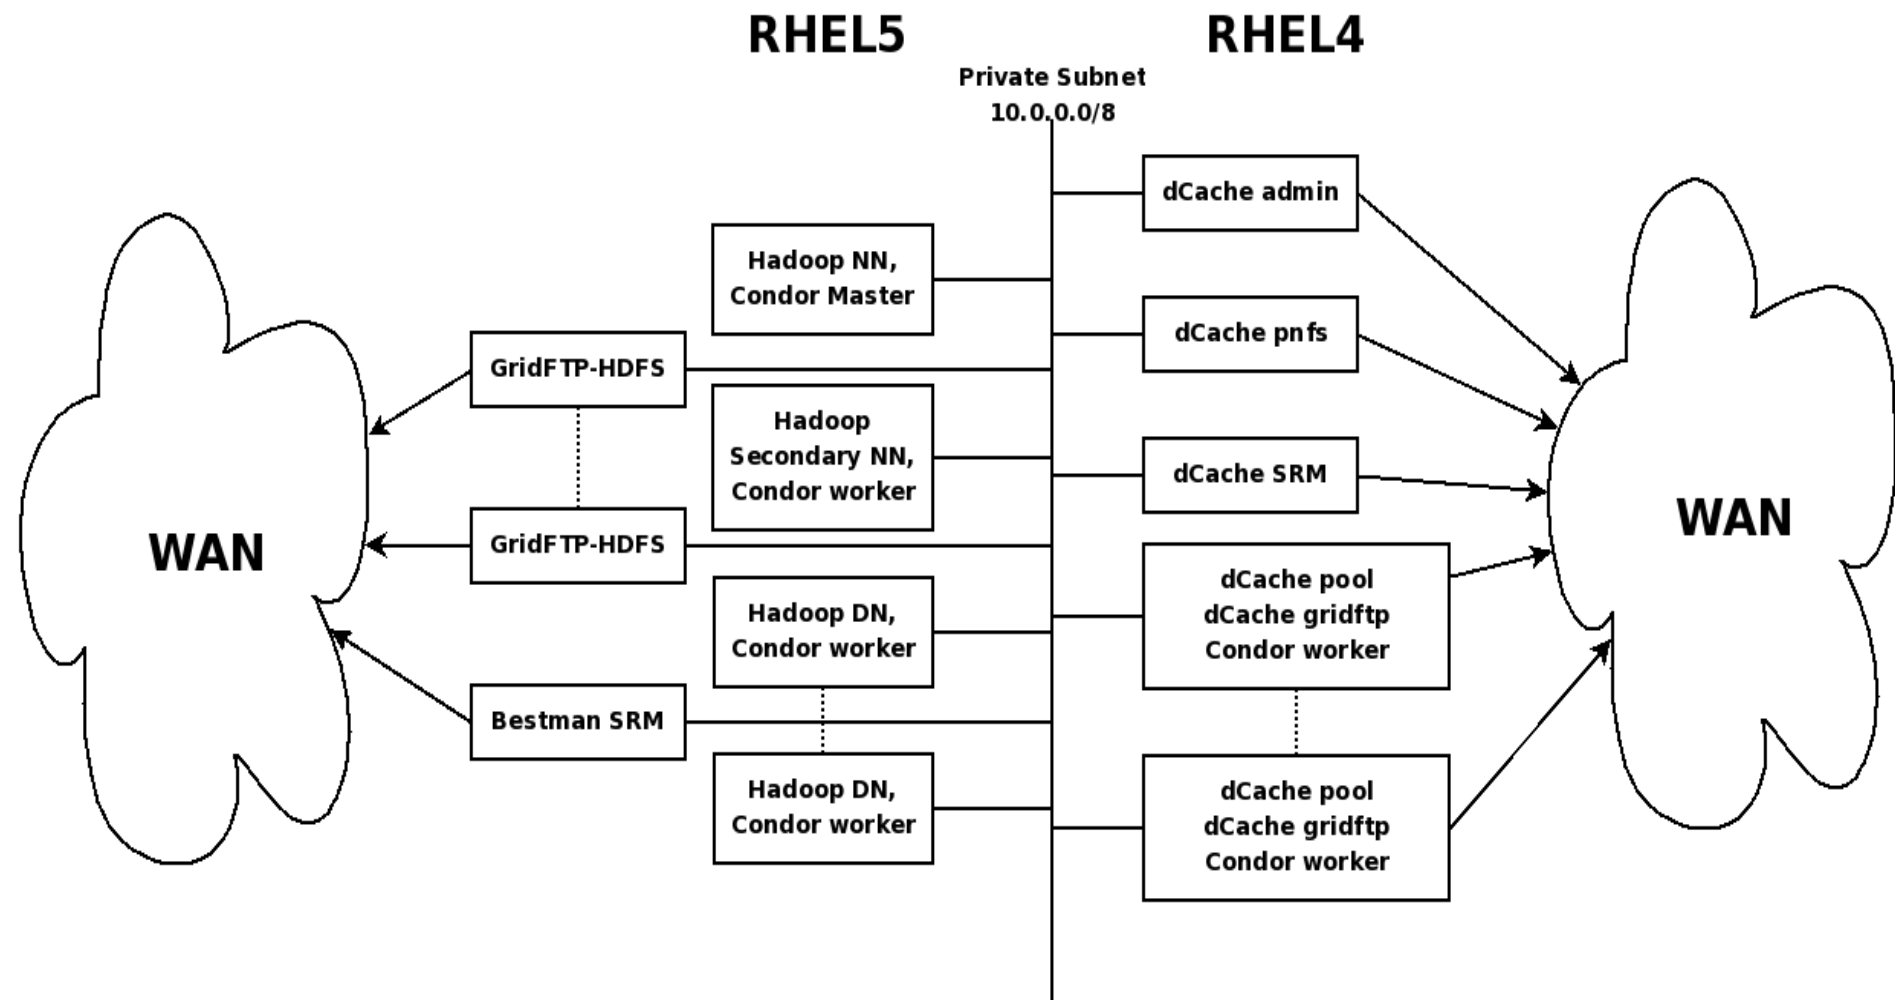 RHEL5
RHEL4
Private Subnet
10.0.0.0/8
dCache admin
Hadoop NN,
Condor Master
dCache pnfs
GridFTP-HDFS
Hadoop
Secondary NN,
Condor worker
dCache SRM
GridFTP-HDFS
WAN
WAN
dCache pool
dCache gridftp
Condor worker
Hadoop DN,
Condor worker
Bestman SRM
Hadoop DN,
Condor worker
dCache pool
dCache gridftp
Condor worker